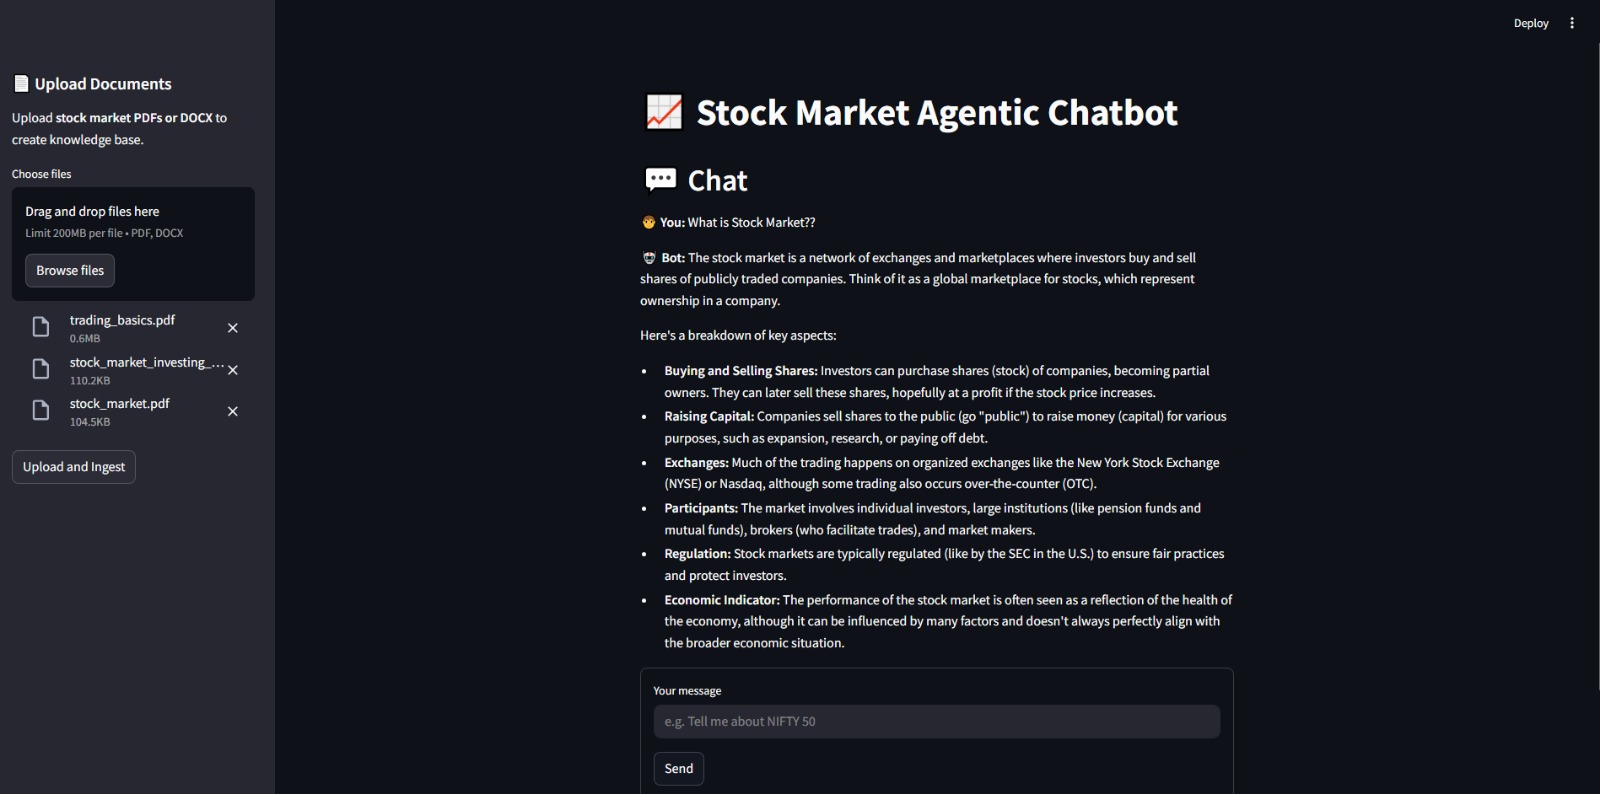 Deploy
Upload Documents
Upload stock market PDFs or DOCX to
create knowledge base.
Choose files
Drag and drop files here
Limit 200MB per file • PDF, DOCX
Browse files
trading_basics.pdf
0.6MB
stock_market_investing_...
110.2KB
stock_market.pdf
104.5KB
Upload and Ingest
Stock Market Agentic Chatbot
Chat
You: What is Stock Market??
Bot: The stock market is a network of exchanges and marketplaces where investors buy and sell
shares of publicly traded companies. Think of it as a global marketplace for stocks, which represent
ownership in a company.
Here's a breakdown of key aspects:
• Buying and Selling Shares: Investors can purchase shares (stock) of companies, becoming partial
owners. They can later sell these shares, hopefully at a profit if the stock price increases.
• Raising Capital: Companies sell shares to the public (go "public") to raise money (capital) for various
purposes, such as expansion, research, or paying off debt.
• Exchanges: Much of the trading happens on organized exchanges like the New York Stock Exchange
(NYSE) or Nasdaq, although some trading also occurs over-the-counter (OTC).
• Participants: The market involves individual investors, large institutions (like pension funds and
mutual funds), brokers (who facilitate trades), and market makers.
• Regulation: Stock markets are typically regulated (like by the SEC in the U.S.) to ensure fair practices
and protect investors.
• Economic Indicator: The performance of the stock market is often seen as a reflection of the health of
the economy, although it can be influenced by many factors and doesn't always perfectly align with
the broader economic situation.
Your message
e.g. Tell me about NIFTY 50
Send